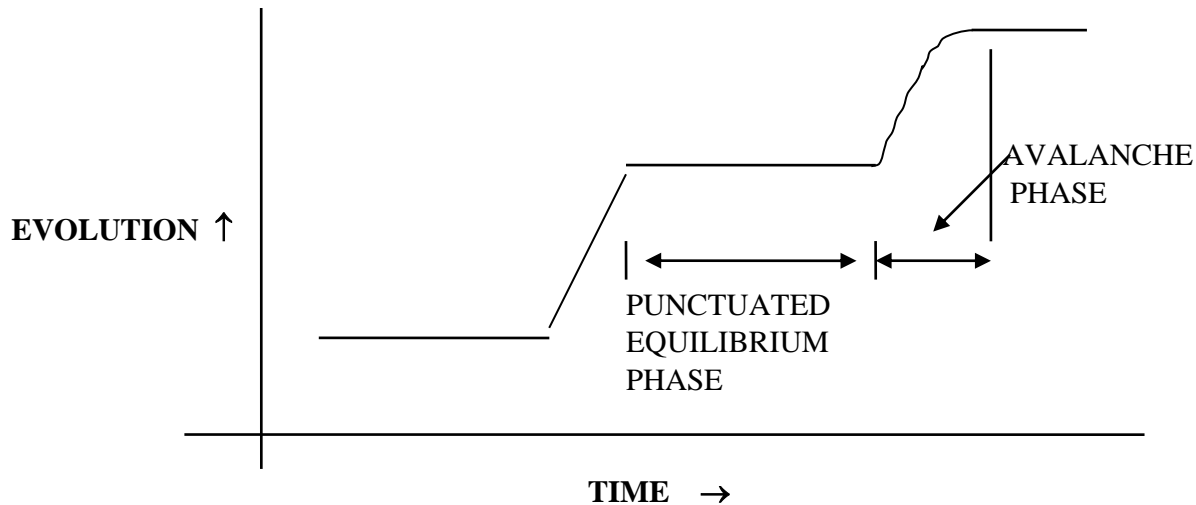 AVALANCHE
PHASE
EVOLUTION ↑
PUNCTUATED
EQUILIBRIUM
PHASE
TIME →